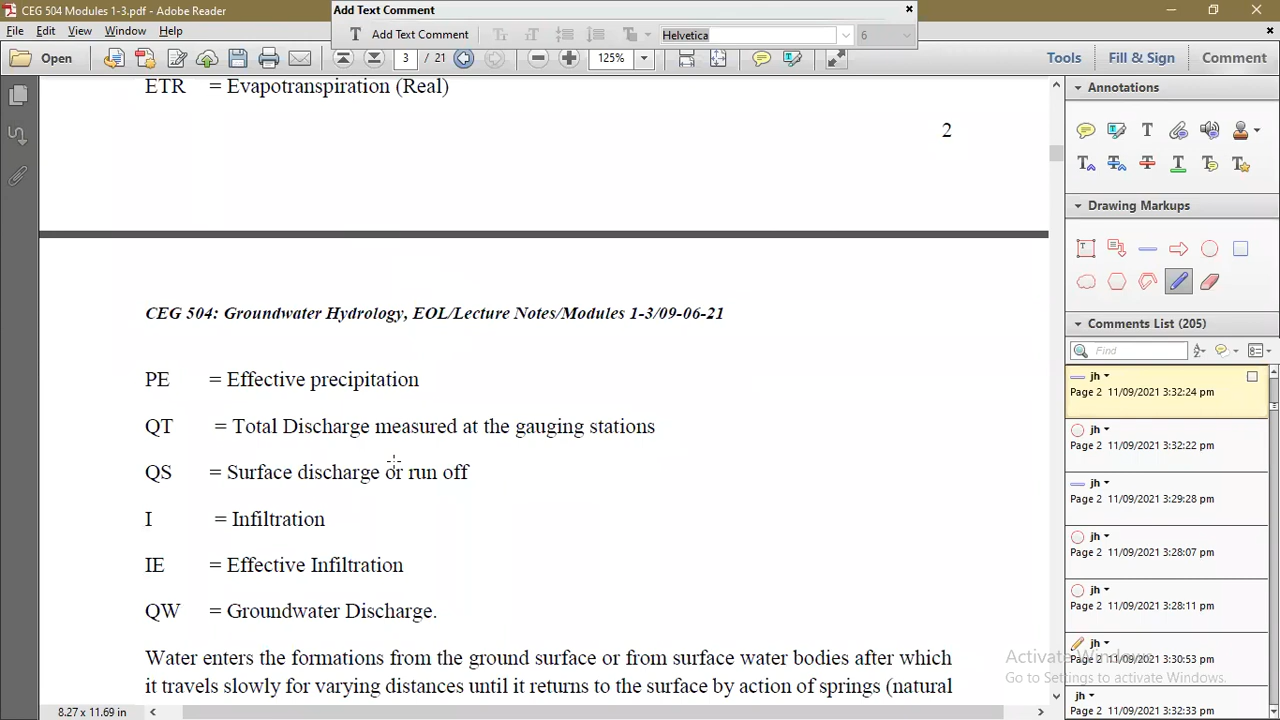 CEG 504 Modules 1-3.pdf - Adobe Reader
Add Text Comment
File Edit View Window Help
Add Text Comment Helvetica 6
Open 3 / 21 125% Tools Fill & Sign Comment
ETR = Evapotranspiration (Real)
2
CEG 504: Groundwater Hydrology, EOL/Lecture Notes/Modules 1-3/09-06-21
PE = Effective precipitation
QT = Total Discharge measured at the gauging stations
QS = Surface discharge or run off
I = Infiltration
IE = Effective Infiltration
QW = Groundwater Discharge.
Water enters the formations from the ground surface or from surface water bodies after which
it travels slowly for varying distances until it returns to the surface by action of springs (natural
8.27 x 11.69 in
Annotations
Drawing Markups
Comments List (205)
Find
jh
Page 2 11/09/2021 3:32:24 pm
jh
Page 2 11/09/2021 3:32:22 pm
jh
Page 2 11/09/2021 3:29:28 pm
jh
Page 2 11/09/2021 3:28:07 pm
jh
Page 2 11/09/2021 3:28:11 pm
jh
Page 2 11/09/2021 3:30:53 pm
jh
Page 2 11/09/2021 3:32:33 pm
Activate Windows
Go to Settings to activate Windows.